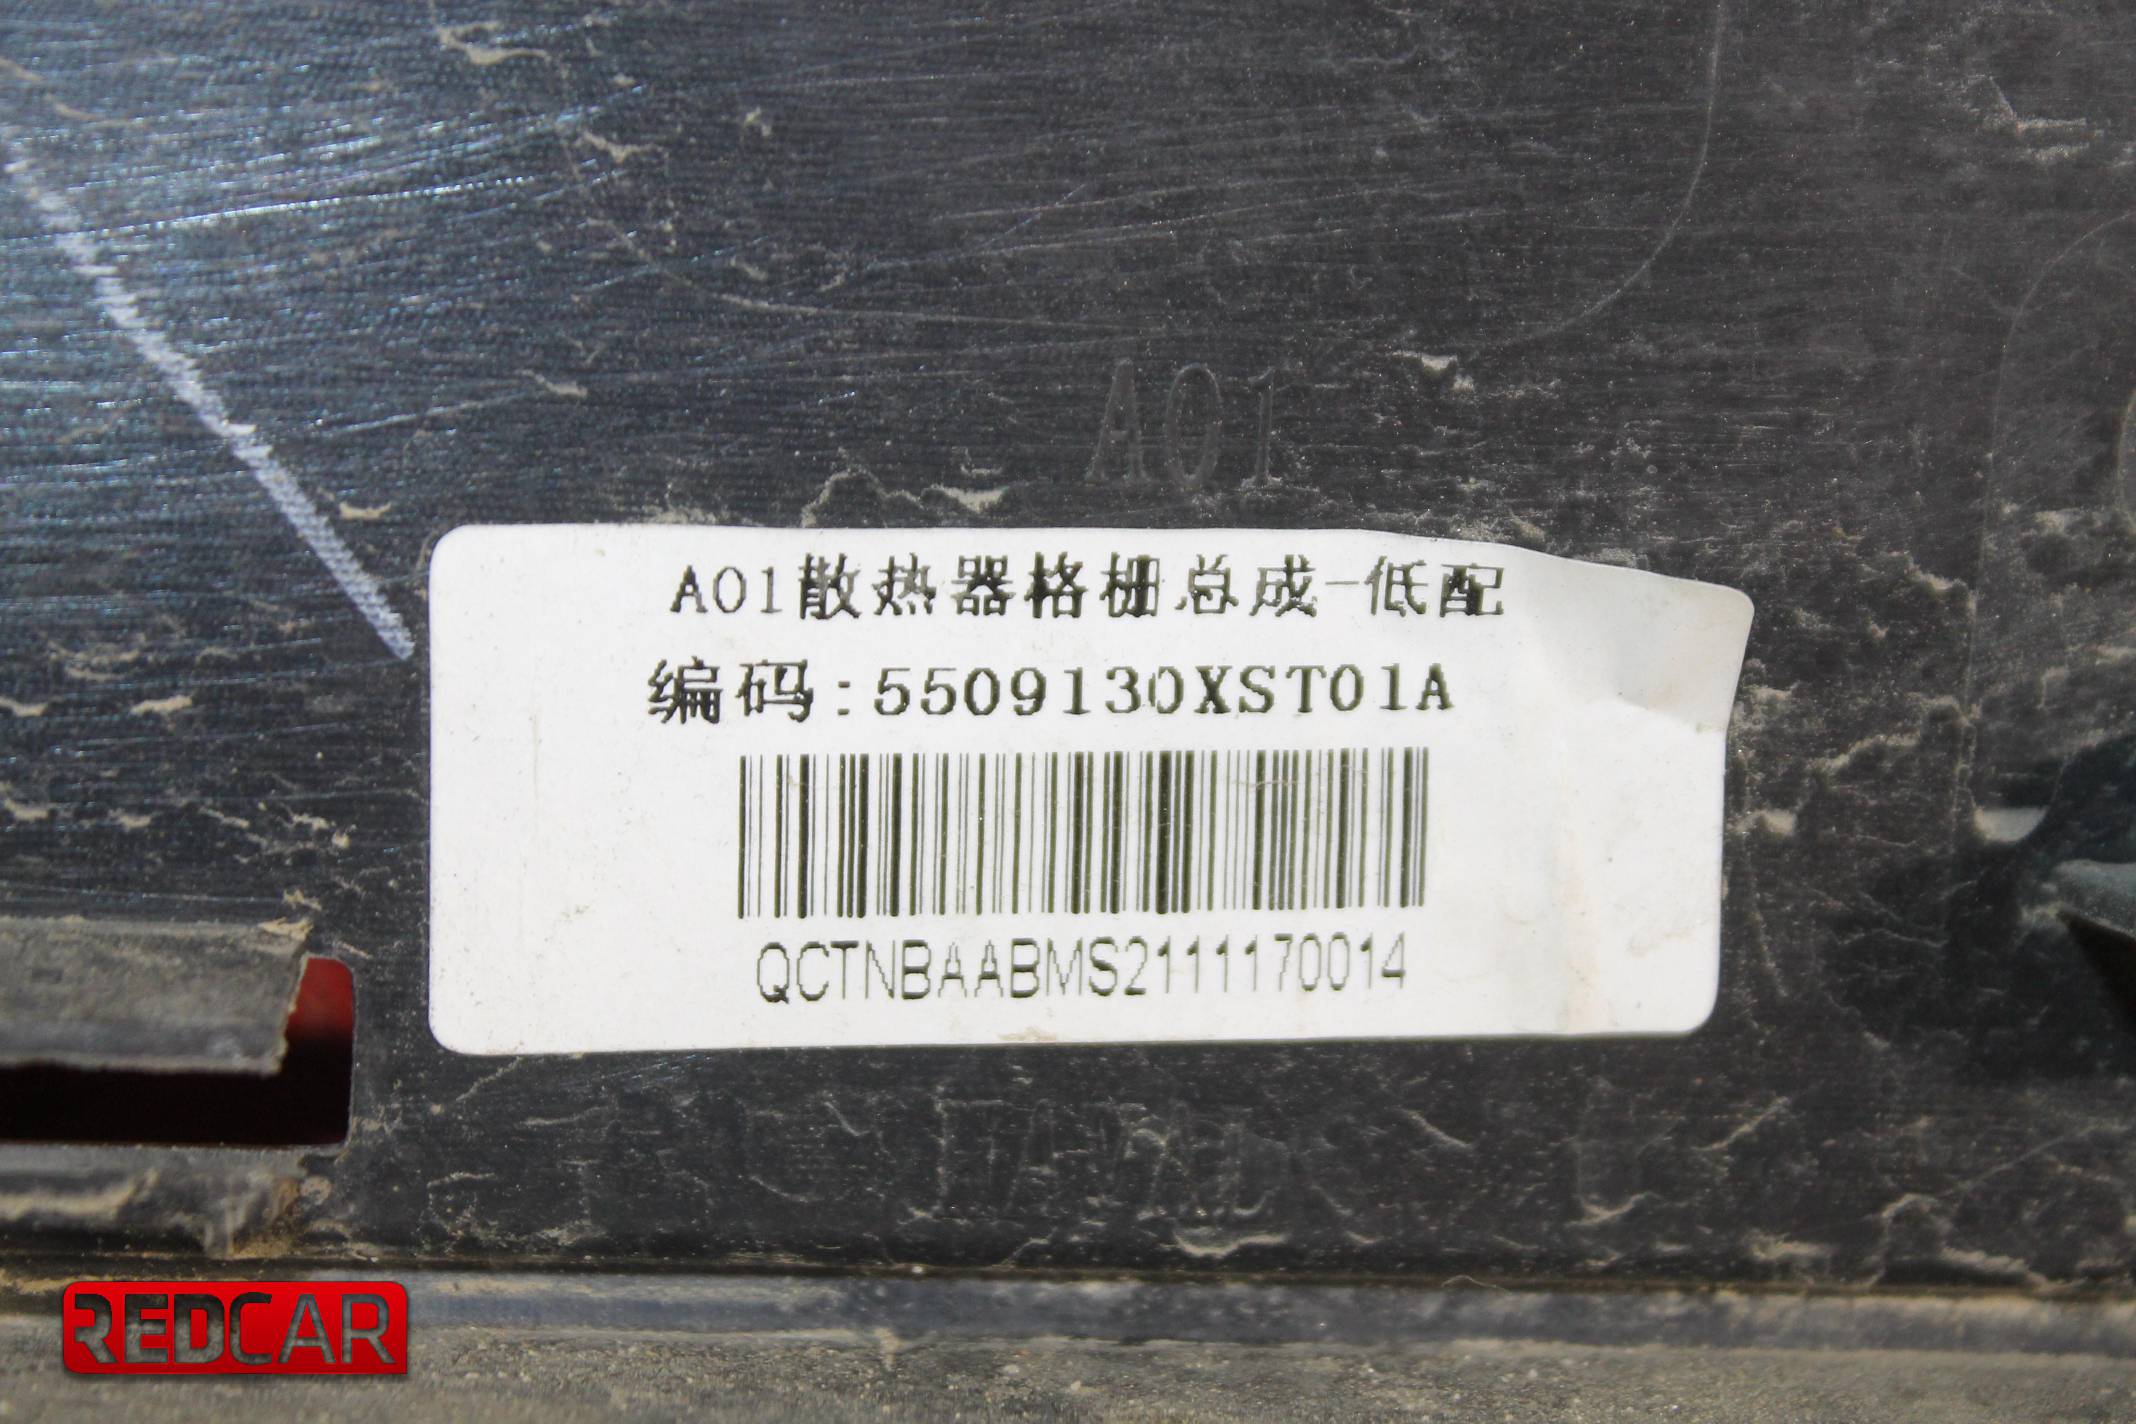 A01
A01散热器格栅总成-低配
编码:5509130XST01A
QCTNBAABMS2111170014
REDCAR